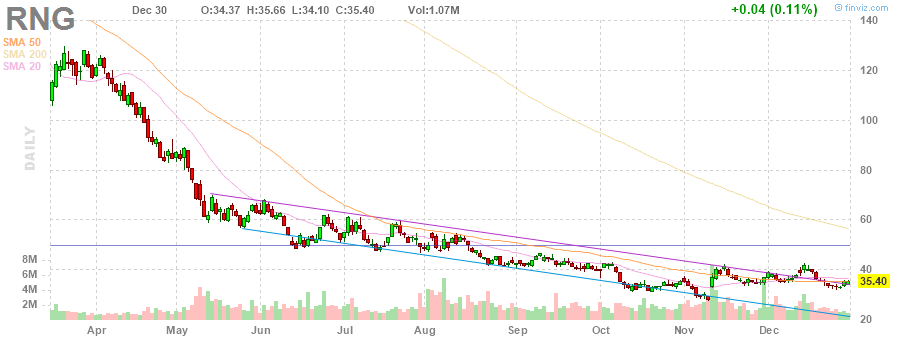 RNG Dec 30 O:34.37 H:35.66 L:34.10 C:35.40 Vol:1.07M +0.04 (0.11%) © finviz.com
SMA 50
SMA 200
SMA 20
DAILY
140
120
100
80
60
40
35.40
20
8M
6M
4M
2M
Apr May Jun Jul Aug Sep Oct Nov Dec